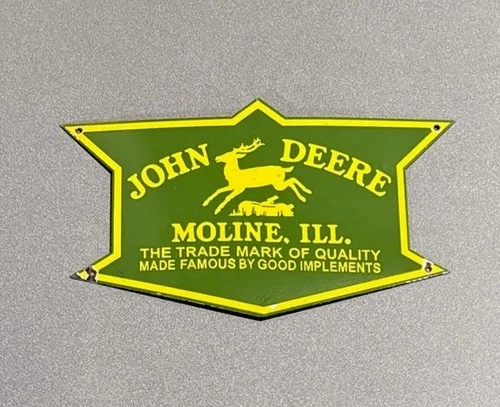 JOHN DEERE
MOLINE, ILL.
THE TRADE MARK OF QUALITY
MADE FAMOUS BY GOOD IMPLEMENTS